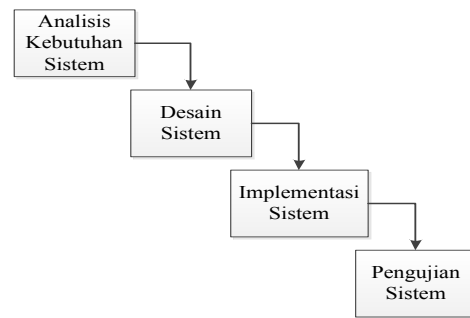 Analisis
Kebutuhan
Sistem
Desain
Sistem
Implementasi
Sistem
Pengujian
Sistem